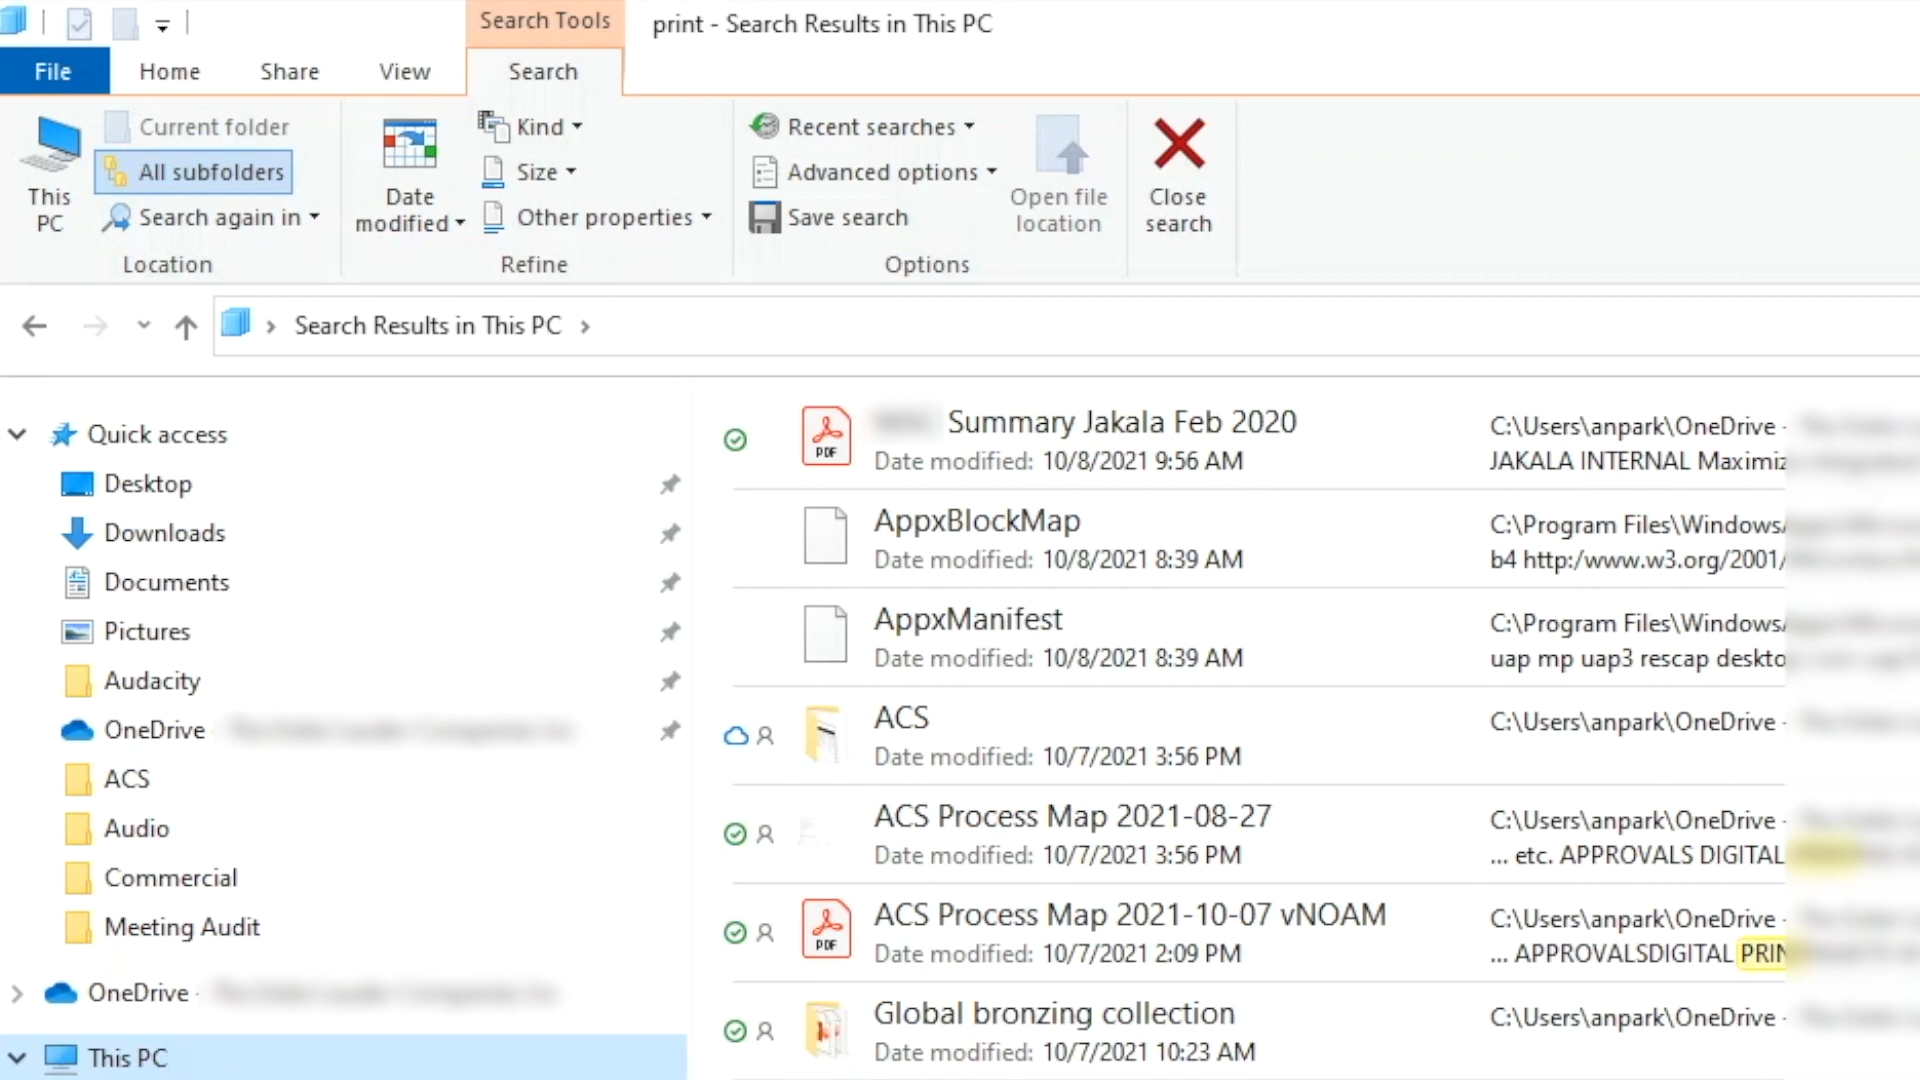 Search Tools
print - Search Results in This PC
File
Home
Share
View
Search
This
PC
Current folder
All subfolders
Search again in
Location
Date
modified
Kind
Size
Other properties
Refine
Recent searches
Advanced options
Save search
Open file
location
Options
Close
search
Search Results in This PC
Quick access
Desktop
Downloads
Documents
Pictures
Audacity
OneDrive
ACS
Audio
Commercial
Meeting Audit
OneDrive -
This PC
PDF
Summary Jakala Feb 2020
Date modified: 10/8/2021 9:56 AM
C:\Users\anpark\OneDrive -
JAKALA INTERNAL Maximiz
AppxBlockMap
Date modified: 10/8/2021 8:39 AM
C:\Program Files\Windows
b4 http:/www.w3.org/2001/
AppxManifest
Date modified: 10/8/2021 8:39 AM
C:\Program Files\Windows
uap mp uap3 rescap deskto
ACS
Date modified: 10/7/2021 3:56 PM
C:\Users\anpark\OneDrive -
ACS Process Map 2021-08-27
Date modified: 10/7/2021 3:56 PM
C:\Users\anpark\OneDrive -
... etc. APPROVALS DIGITAL
PDF
ACS Process Map 2021-10-07 vNOAM
Date modified: 10/7/2021 2:09 PM
C:\Users\anpark\OneDrive -
... APPROVALSDIGITAL PRIN
Global bronzing collection
Date modified: 10/7/2021 10:23 AM
C:\Users\anpark\OneDrive -